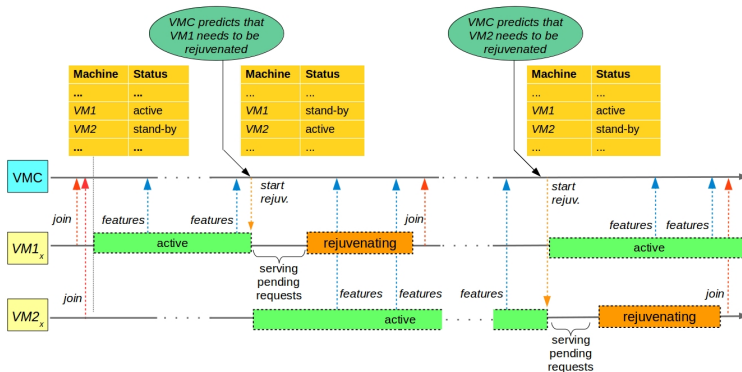 VMC predicts that
VM1 needs to be
rejuvenated
VMC predicts that
VM2 needs to be
rejuvenated
Machine Status
... ...
VM1 active
VM2 stand-by
... ...
Machine Status
... ...
VM1 stand-by
VM2 active
... ...
Machine Status
... ...
VM1 active
VM2 stand-by
... ...
VMC
start
rejuv.
start
rejuv.
join
features
features
join
features
features
VM1x
active
rejuvenating
active
serving
pending
requests
join
features
features
features
join
VM2x
active
rejuvenating
serving
pending
requests